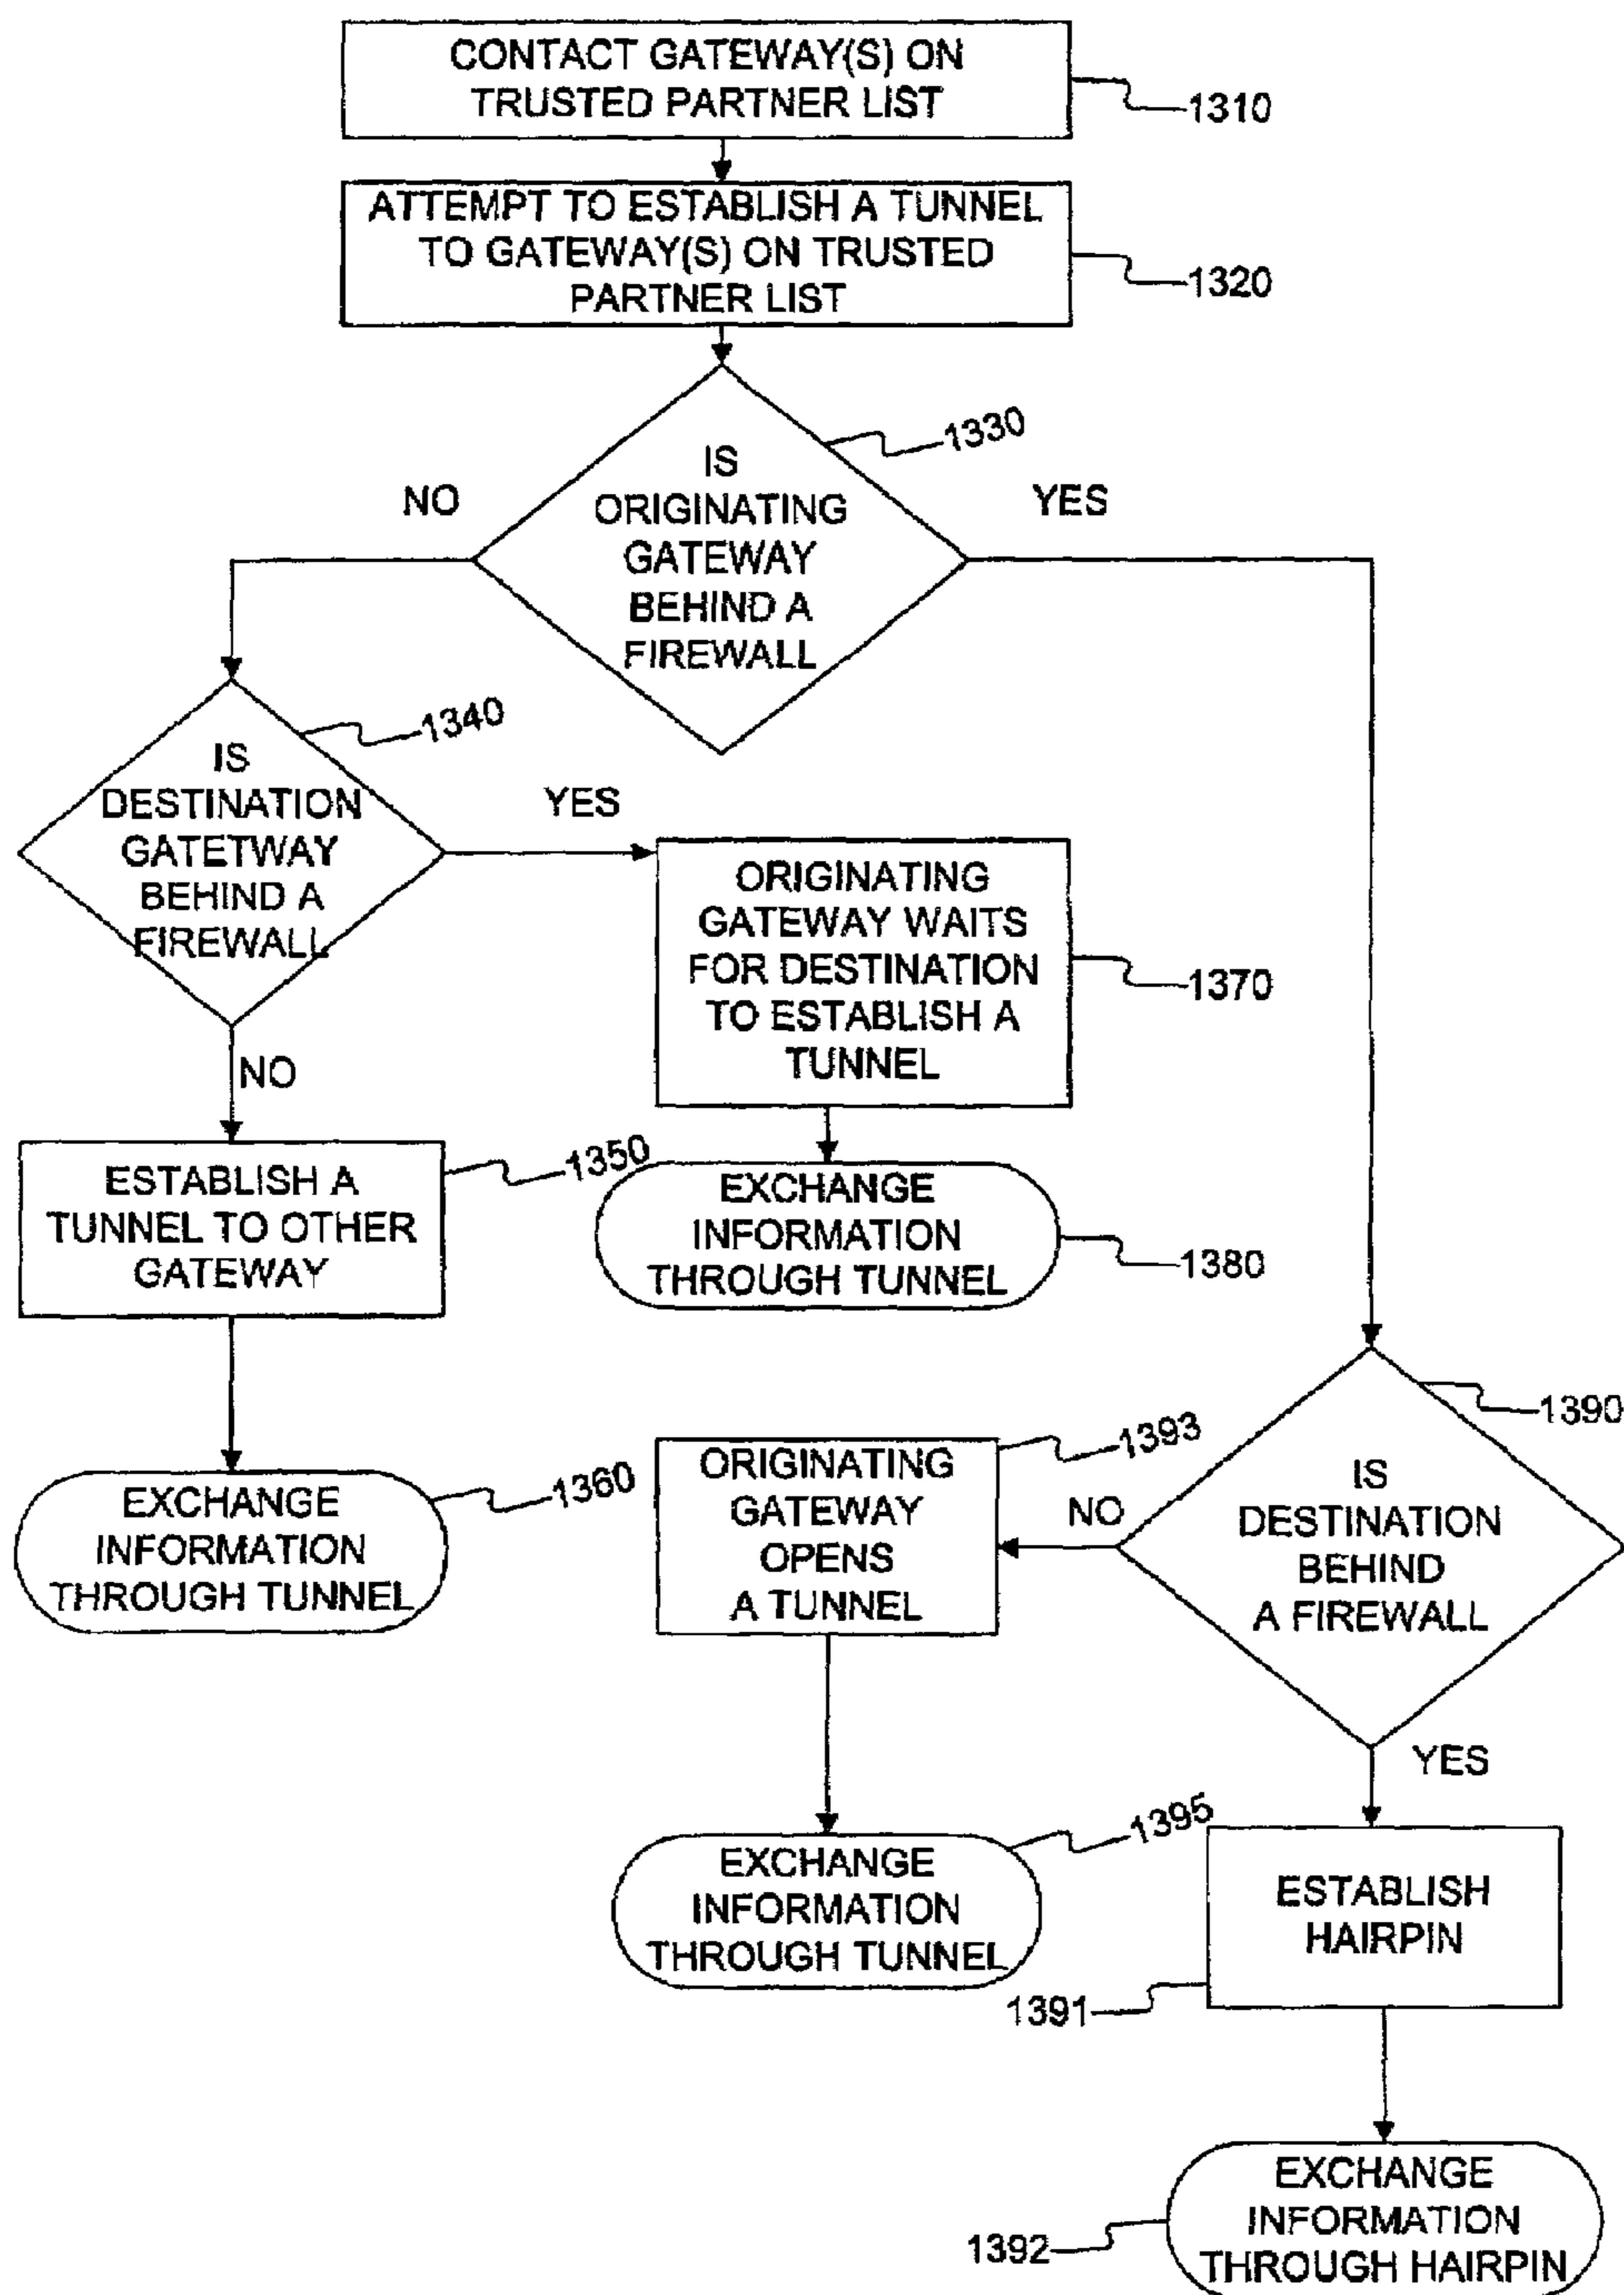 CONTACT GATEWAY(S) ON
TRUSTED PARTNER LIST
1310
ATTEMPT TO ESTABLISH A TUNNEL
TO GATEWAY(S) ON TRUSTED
PARTNER LIST
1320
IS
ORIGINATING
GATEWAY
BEHIND A
FIREWALL
1330
NO
YES
IS
DESTINATION
GATETWAY
BEHIND A
FIREWALL
1340
YES
NO
ORIGINATING
GATEWAY WAITS
FOR DESTINATION
TO ESTABLISH A
TUNNEL
1370
ESTABLISH A
TUNNEL TO OTHER
GATEWAY
1350
EXCHANGE
INFORMATION
THROUGH TUNNEL
1380
EXCHANGE
INFORMATION
THROUGH TUNNEL
1360
IS
DESTINATION
BEHIND
A FIREWALL
1390
NO
YES
ORIGINATING
GATEWAY
OPENS
A TUNNEL
1393
EXCHANGE
INFORMATION
THROUGH TUNNEL
1395
ESTABLISH
HAIRPIN
1391
EXCHANGE
INFORMATION
THROUGH HAIRPIN
1392